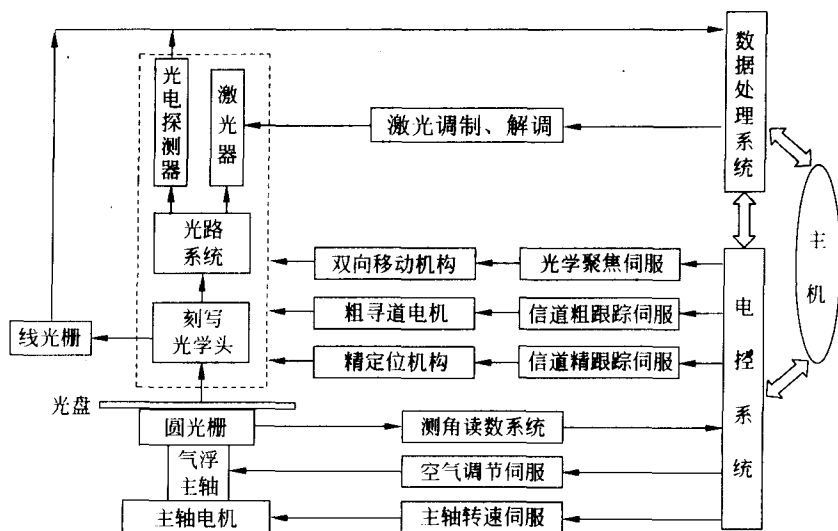 光电探测器
激光器
激光调制、解调
数据处理系统
光路
系统
双向移动机构
光学聚焦伺服
主机
刻写
光学头
粗寻道电机
信道粗跟踪伺服
线光栅
精定位机构
信道精跟踪伺服
电控系统
光盘
圆光栅
测角读数系统
气浮
主轴
空气调节伺服
主轴电机
主轴转速伺服